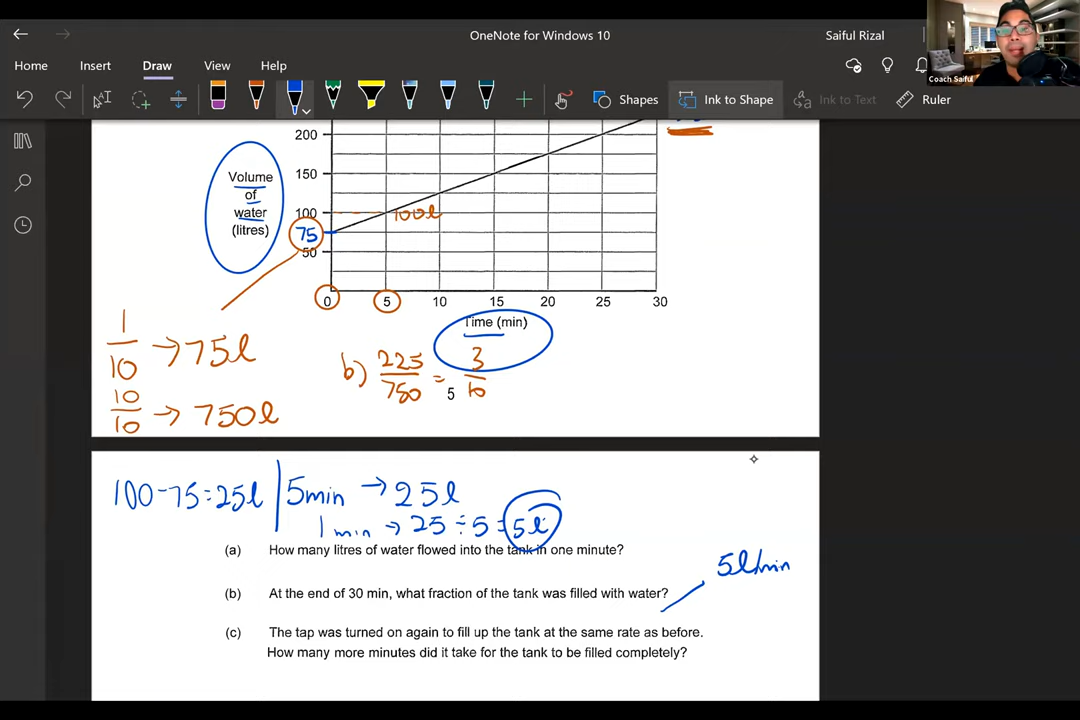 OneNote for Windows 10
Saiful Rizal
Home Insert Draw View Help
Coach Saiful
Shapes Ink to Shape Ink to Text Ruler
200
150
100
50
75
Volume
of
water
(litres)
100l
0 5 10 15 20 25 30
Time (min)
1/10 → 75l
10/10 → 750l
b) 225/750 = 3/10
5
100-75=25l 5min → 25l
1min → 25 ÷ 5 = 5l
(a) How many litres of water flowed into the tank in one minute?
5l/min
(b) At the end of 30 min, what fraction of the tank was filled with water?
(c) The tap was turned on again to fill up the tank at the same rate as before.
How many more minutes did it take for the tank to be filled completely?